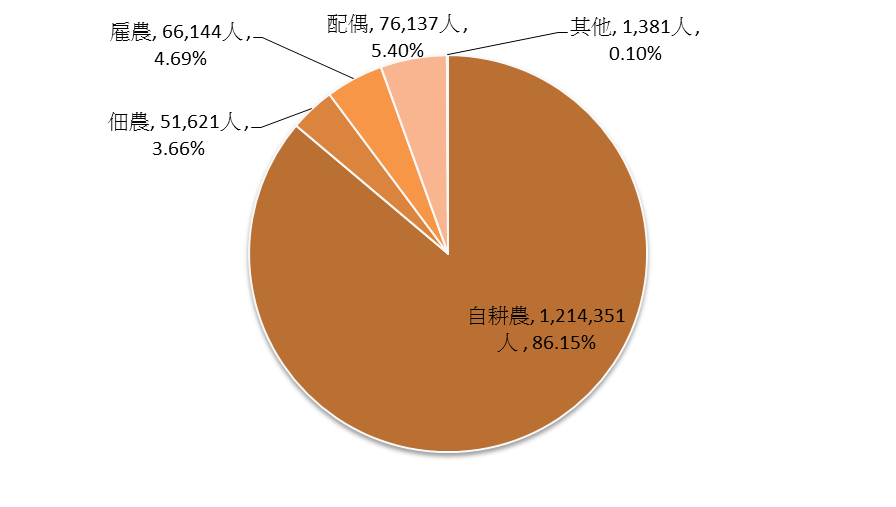 雇農, 66,144人 ,
4.69%
配偶, 76,137人 ,
5.40%
其他, 1,381人 ,
0.10%
佃農, 51,621人 ,
3.66%
自耕農, 1,214,351
人 , 86.15%